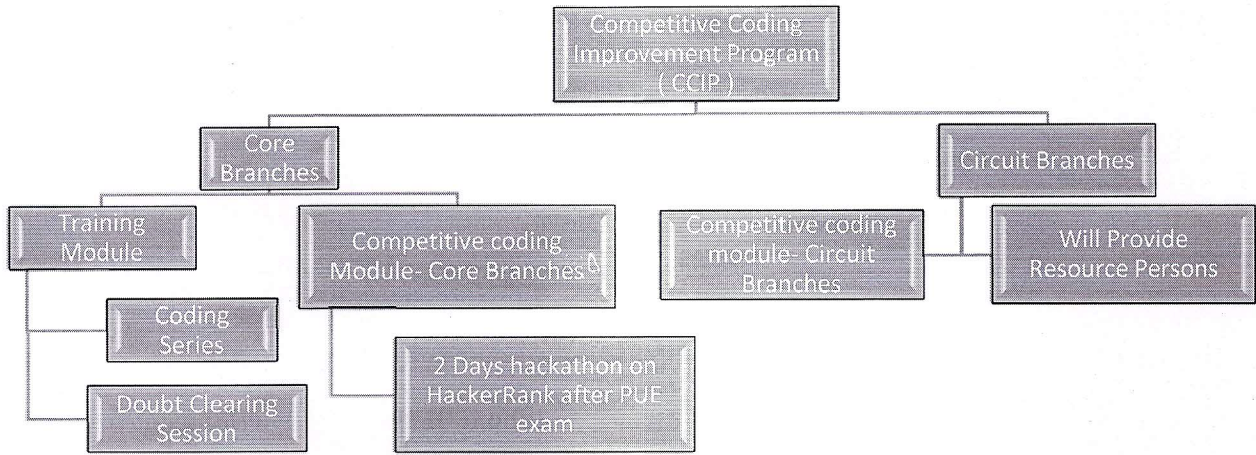 Competitive Coding
Improvement Program
( CCIP )
Core
Branches
Circuit Branches
Training
Module
Competitive coding
Module- Core Branches
Competitive coding
module- Circuit
Branches
Will Provide
Resource Persons
Coding
Series
Doubt Clearing
Session
2 Days hackathon on
HackerRank after PUE
exam